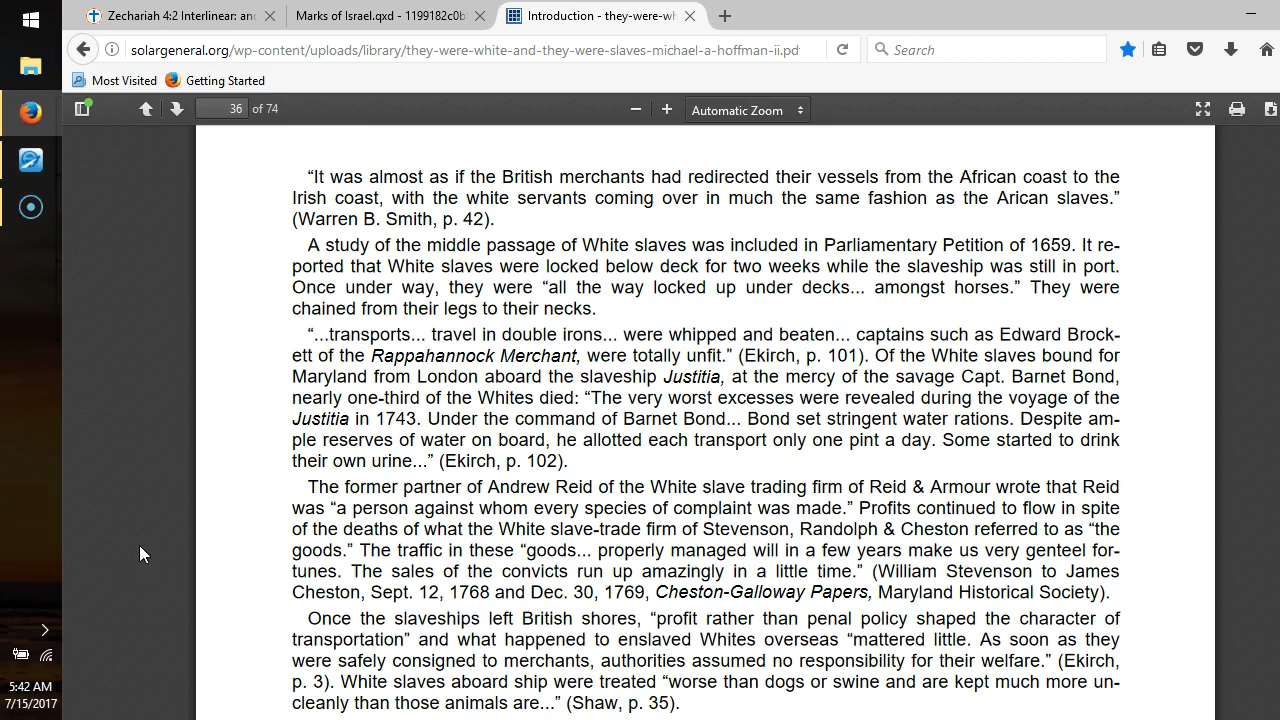 Zechariah 4:2 Interlinear: and
Marks of Israel.qxd - 1199182c0b
Introduction - they-were-wh
solargeneral.org/wp-content/uploads/library/they-were-white-and-they-were-slaves-michael-a-hoffman-ii.pd
Search
Most Visited
Getting Started
36 of 74
Automatic Zoom
“It was almost as if the British merchants had redirected their vessels from the African coast to the
Irish coast, with the white servants coming over in much the same fashion as the Arican slaves.”
(Warren B. Smith, p. 42).
A study of the middle passage of White slaves was included in Parliamentary Petition of 1659. It re-
ported that White slaves were locked below deck for two weeks while the slaveship was still in port.
Once under way, they were “all the way locked up under decks... amongst horses.” They were
chained from their legs to their necks.
“...transports... travel in double irons... were whipped and beaten... captains such as Edward Brock-
ett of the Rappahannock Merchant, were totally unfit.” (Ekirch, p. 101). Of the White slaves bound for
Maryland from London aboard the slaveship Justitia, at the mercy of the savage Capt. Barnet Bond,
nearly one-third of the Whites died: “The very worst excesses were revealed during the voyage of the
Justitia in 1743. Under the command of Barnet Bond... Bond set stringent water rations. Despite am-
ple reserves of water on board, he allotted each transport only one pint a day. Some started to drink
their own urine...” (Ekirch, p. 102).
The former partner of Andrew Reid of the White slave trading firm of Reid & Armour wrote that Reid
was “a person against whom every species of complaint was made.” Profits continued to flow in spite
of the deaths of what the White slave-trade firm of Stevenson, Randolph & Cheston referred to as “the
goods.” The traffic in these “goods... properly managed will in a few years make us very genteel for-
tunes. The sales of the convicts run up amazingly in a little time.” (William Stevenson to James
Cheston, Sept. 12, 1768 and Dec. 30, 1769, Cheston-Galloway Papers, Maryland Historical Society).
Once the slaveships left British shores, “profit rather than penal policy shaped the character of
transportation” and what happened to enslaved Whites overseas “mattered little. As soon as they
were safely consigned to merchants, authorities assumed no responsibility for their welfare.” (Ekirch,
p. 3). White slaves aboard ship were treated “worse than dogs or swine and are kept much more un-
cleanly than those animals are...” (Shaw, p. 35).
5:42 AM
7/15/2017